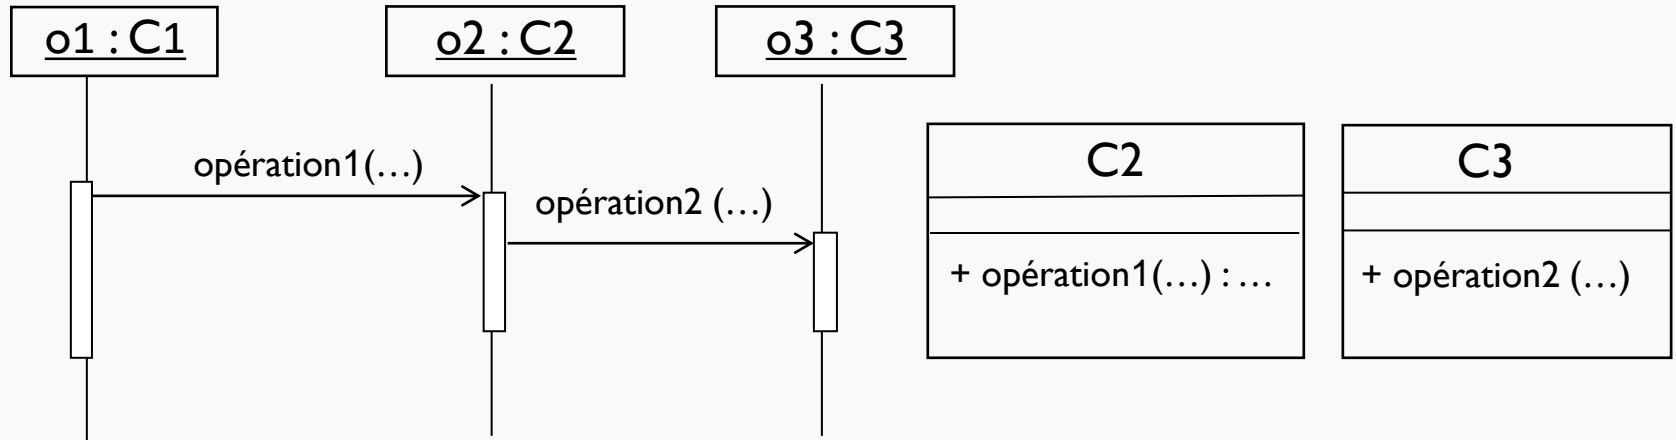 o1 : C1
o2 : C2
o3 : C3
opération1(…)
opération2 (…)
C2
+ opération1(…) : …
C3
+ opération2 (…)